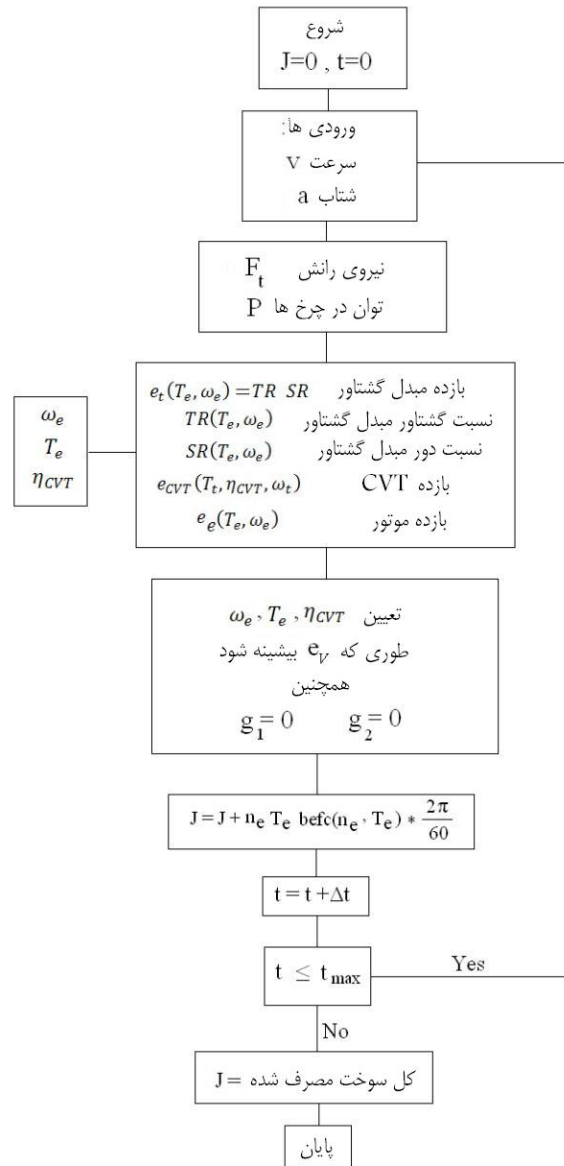 شروع
J=0 , t=0
ورودی ها:
سرعت V
شتاب a
نیروی رانش F_t
توان در چرخ ها P
بازده مبدل گشتاور e_t(T_e, ω_e) = TR SR
نسبت گشتاور مبدل گشتاور TR(T_e, ω_e)
نسبت دور مبدل گشتاور SR(T_e, ω_e)
بازده CVT e_CVT(T_t, η_CVT, ω_t)
بازده موتور e_e(T_e, ω_e)
ω_e
T_e
η_CVT
تعیین ω_e , T_e , η_CVT
طوری که e_V بیشینه شود
همچنین
g_1 = 0 g_2 = 0
J = J + n_e T_e befc(n_e , T_e) * 2π/60
t = t + Δt
t ≤ t_max
Yes
No
کل سوخت مصرف شده = J
پایان